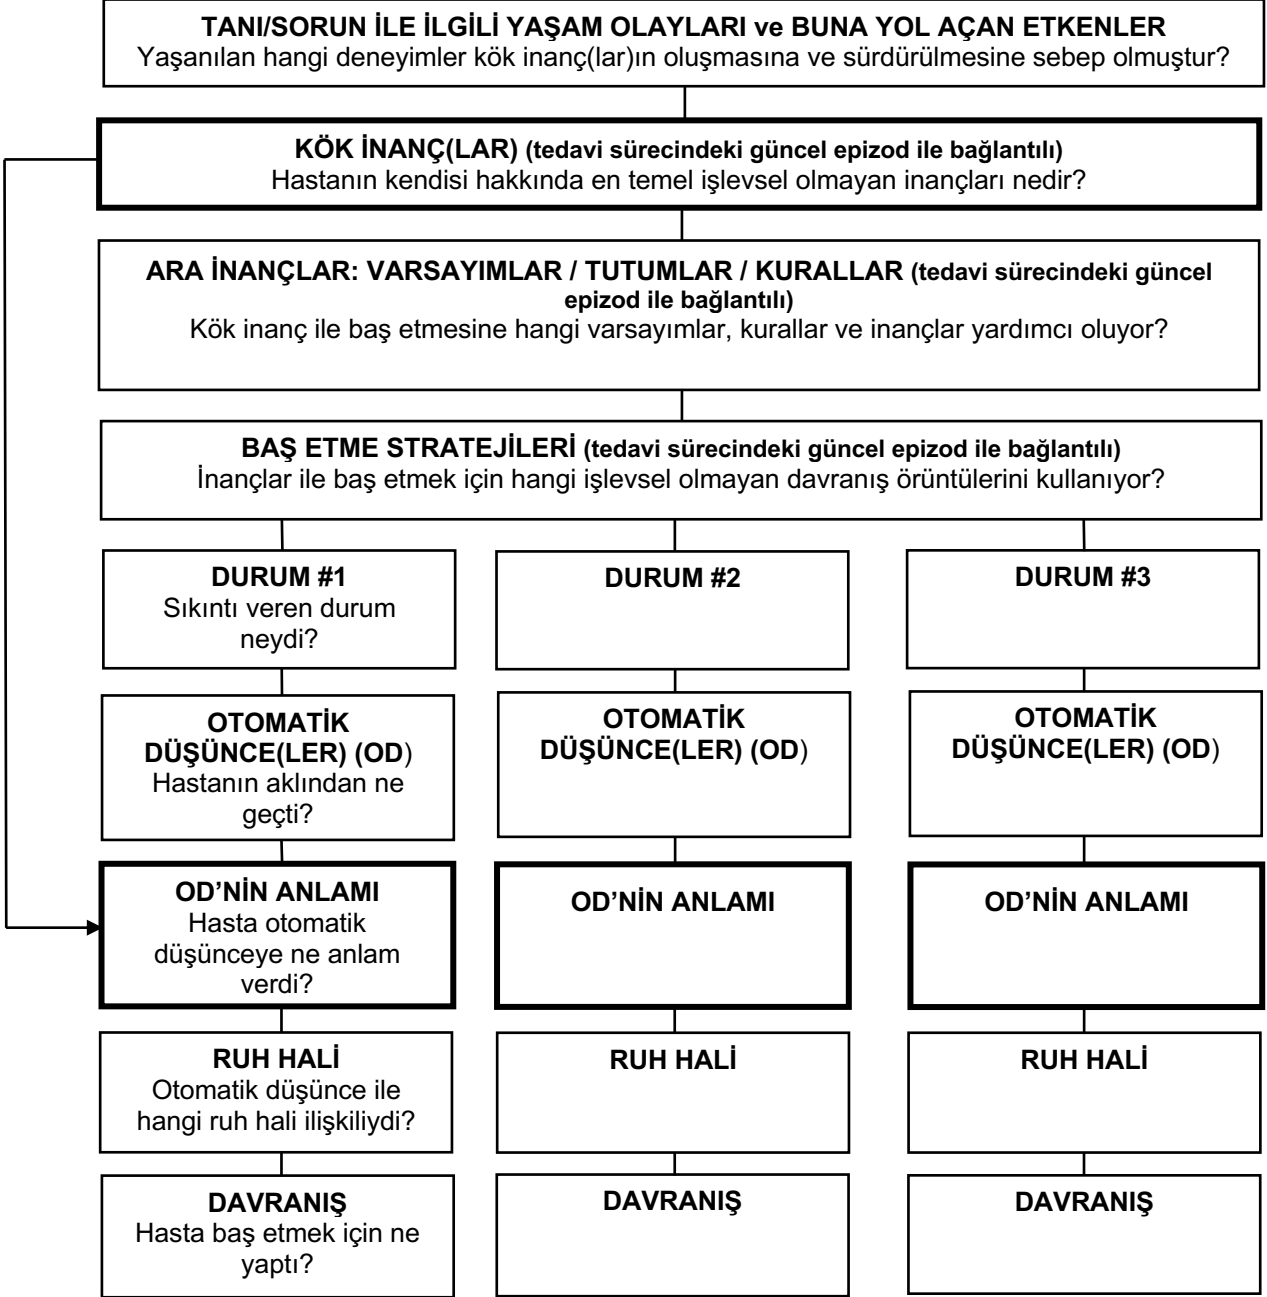 TANI/SORUN İLE İLGİLİ YAŞAM OLAYLARI ve BUNA YOL AÇAN ETKENLER
Yaşanılan hangi deneyimler kök inanç(lar)ın oluşmasına ve sürdürülmesine sebep olmuştur?
KÖK İNANÇ(LAR) (tedavi sürecindeki güncel epizod ile bağlantılı)
Hastanın kendisi hakkında en temel işlevsel olmayan inançları nedir?
ARA İNANÇLAR: VARSAYIMLAR / TUTUMLAR / KURALLAR (tedavi sürecindeki güncel
epizod ile bağlantılı)
Kök inanç ile baş etmesine hangi varsayımlar, kurallar ve inançlar yardımcı oluyor?
BAŞ ETME STRATEJİLERİ (tedavi sürecindeki güncel epizod ile bağlantılı)
İnançlar ile baş etmek için hangi işlevsel olmayan davranış örüntülerini kullanıyor?
DURUM #1
Sıkıntı veren durum
neydi?
DURUM #2
DURUM #3
OTOMATİK
DÜŞÜNCE(LER) (OD)
Hastanın aklından ne
geçti?
OTOMATİK
DÜŞÜNCE(LER) (OD)
OTOMATİK
DÜŞÜNCE(LER) (OD)
OD’NİN ANLAMI
Hasta otomatik
düşünceye ne anlam
verdi?
OD’NİN ANLAMI
OD’NİN ANLAMI
RUH HALİ
Otomatik düşünce ile
hangi ruh hali ilişkiliydi?
RUH HALİ
RUH HALİ
DAVRANIŞ
Hasta baş etmek için ne
yaptı?
DAVRANIŞ
DAVRANIŞ